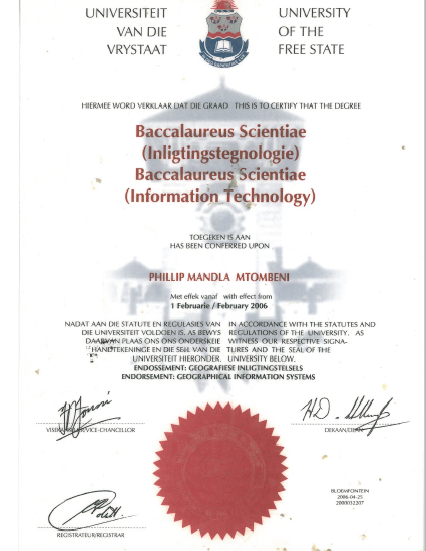 UNIVERSITEIT VAN DIE VRYSTAAT
UNIVERSITY OF THE FREE STATE
HIERMEE WORD VERKLAAR DAT DIE GRAAD THIS IS TO CERTIFY THAT THE DEGREE
Baccalaureus Scientiae
(Inligtingstegnologie)
Baccalaureus Scientiae
(Information Technology)
TOEGEKEN IS AAN
HAS BEEN CONFERRED UPON
PHILLIP MANDLA MTOMBENI
Met effek vanaf with effect from
1 Februarie / February 2006
NADAT AAN DIE STATUTE EN REGULASIES VAN
DIE UNIVERSITEIT VOLDOEN IS. AS BEWYS
DAARVAN PLAAS ONS ONS ONDERSKEIE
HANDTEKENINGE EN DIE SEËL VAN DIE
UNIVERSITEIT HIERONDER.
IN ACCORDANCE WITH THE STATUTES AND
REGULATIONS OF THE UNIVERSITY. AS
WITNESS OUR RESPECTIVE SIGNA-
TURES AND THE SEAL OF THE
UNIVERSITY BELOW.
ENDOSSEMENT: GEOGRAFIESE INLIGTINGSTELSELS
ENDORSEMENT: GEOGRAPHICAL INFORMATION SYSTEMS
VICE-CHANCELLOR
DEKAAN/DEAN
BLOEMFONTEIN
2006-04-25
2000032207
REGISTRATEUR/REGISTRAR